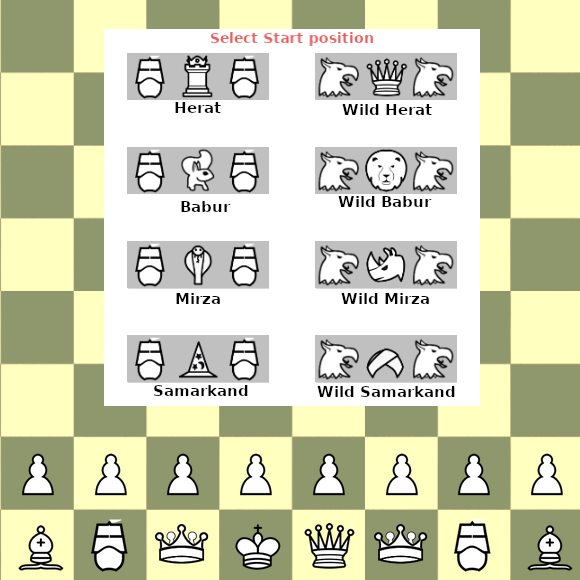 Select Start position
Herat
Wild Herat
Babur
Wild Babur
Mirza
Wild Mirza
Samarkand
Wild Samarkand